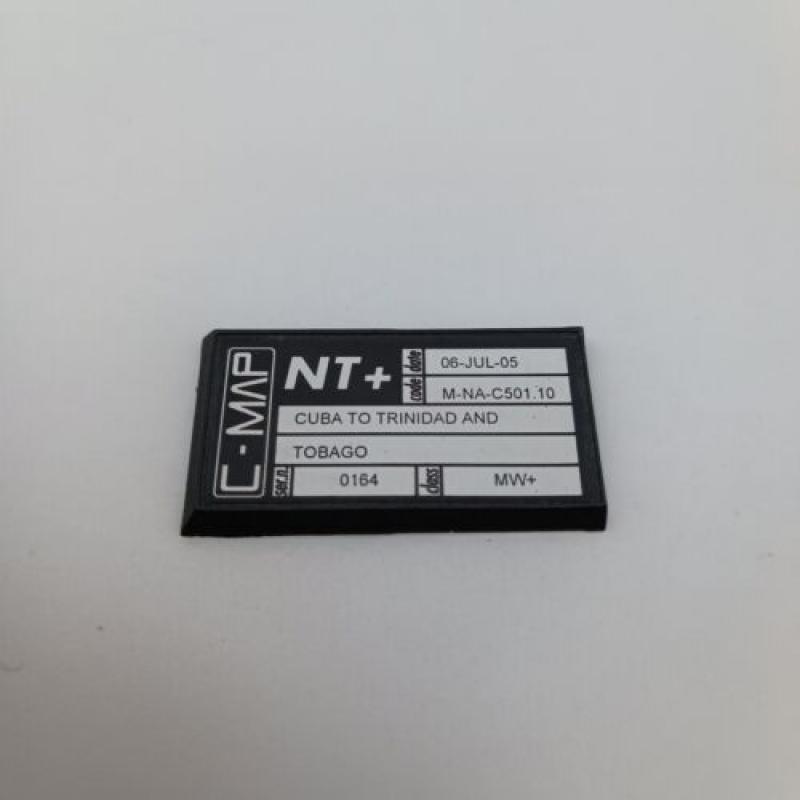 C-MAP
NT+
date 06-JUL-05
code M-NA-C501.10
CUBA TO TRINIDAD AND
TOBAGO
ser.n. 0164 class MW+